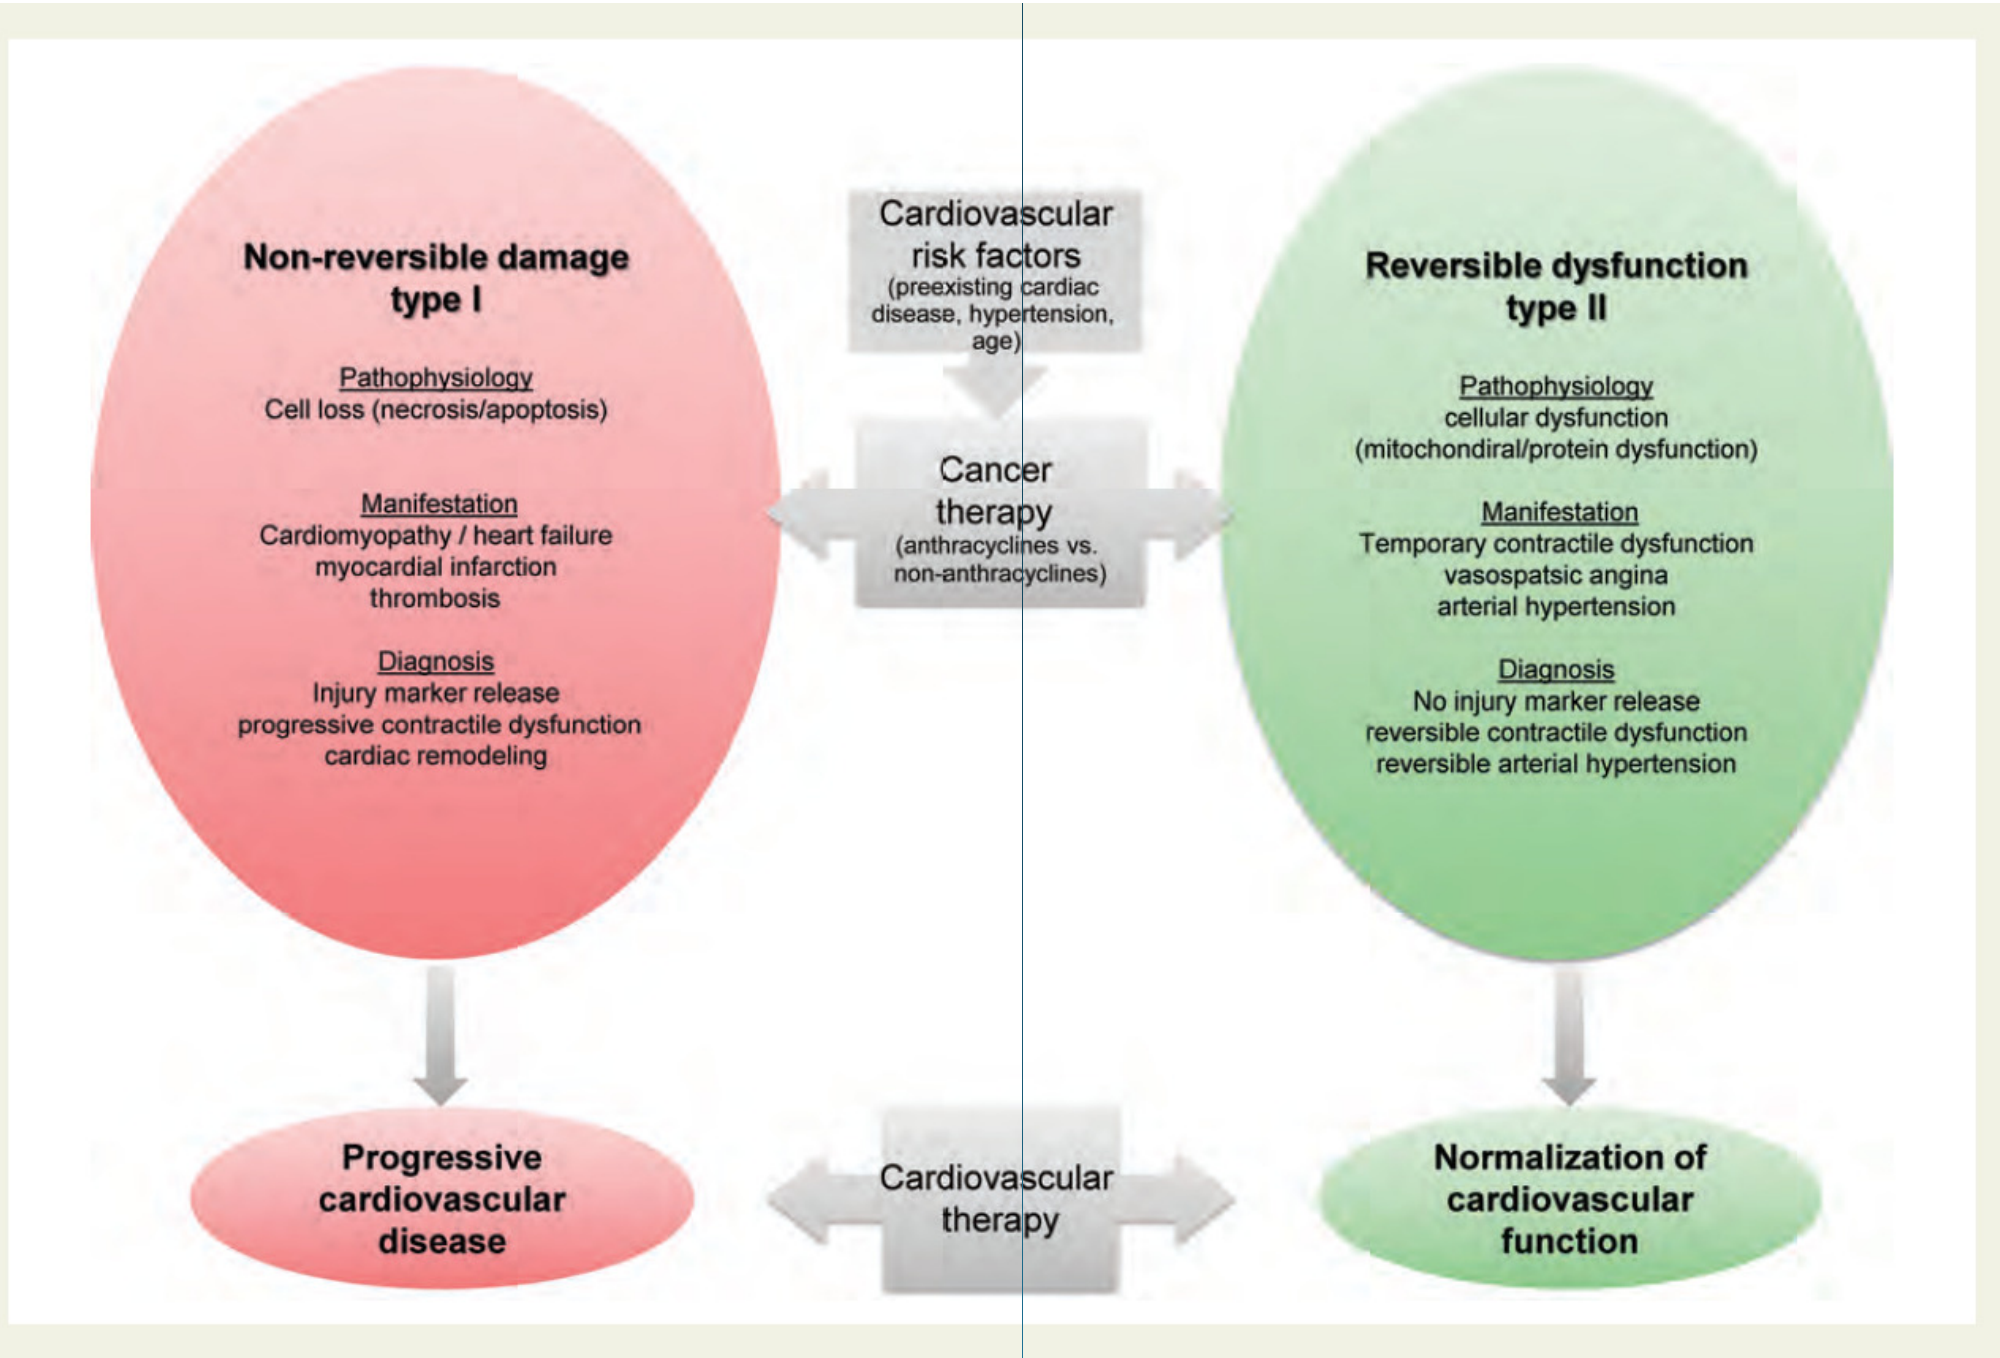 Non-reversible damage
type I
Pathophysiology
Cell loss (necrosis/apoptosis)
Manifestation
Cardiomyopathy / heart failure
myocardial infarction
thrombosis
Diagnosis
Injury marker release
progressive contractile dysfunction
cardiac remodeling
Cardiovascular
risk factors
(preexisting cardiac
disease, hypertension,
age)
Cancer
therapy
(anthracyclines vs.
non-anthracyclines)
Reversible dysfunction
type II
Pathophysiology
cellular dysfunction
(mitochondiral/protein dysfunction)
Manifestation
Temporary contractile dysfunction
vasospatsic angina
arterial hypertension
Diagnosis
No injury marker release
reversible contractile dysfunction
reversible arterial hypertension
Progressive
cardiovascular
disease
Cardiovascular
therapy
Normalization of
cardiovascular
function